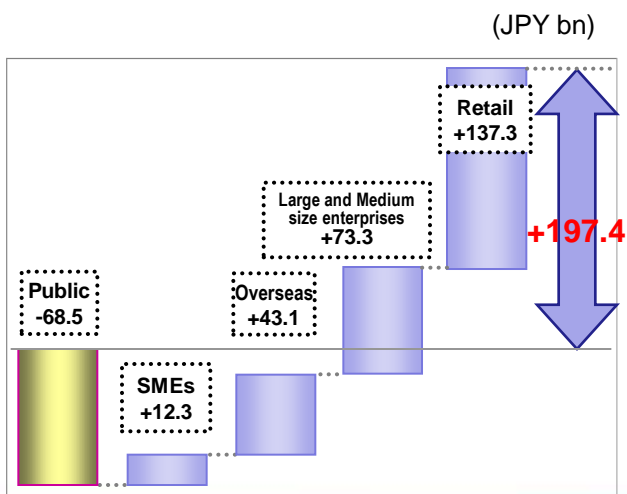 (JPY bn)
Retail
+137.3
Large and Medium
size enterprises
+73.3
+197.4
Public
-68.5
Overseas
+43.1
SMEs
+12.3